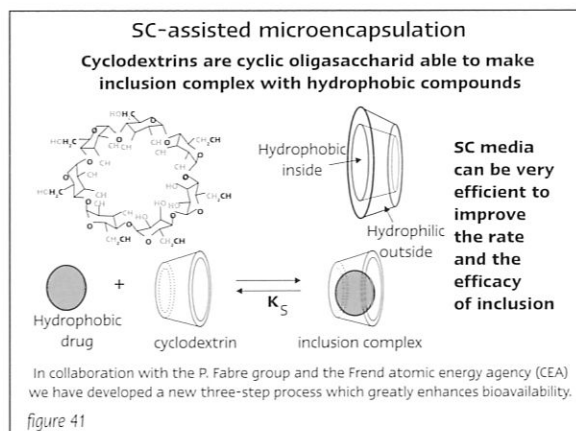 SC-assisted microencapsulation
Cyclodextrins are cyclic oligasaccharid able to make
inclusion complex with hydrophobic compounds
Hydrophobic
inside
Hydrophilic
outside
SC media
can be very
efficient to
improve
the rate
and the
efficacy
of inclusion
+
K_S
Hydrophobic
drug
cyclodextrin
inclusion complex
In collaboration with the P. Fabre group and the Frend atomic energy agency (CEA)
we have developed a new three-step process which greatly enhances bioavailability.
figure 41